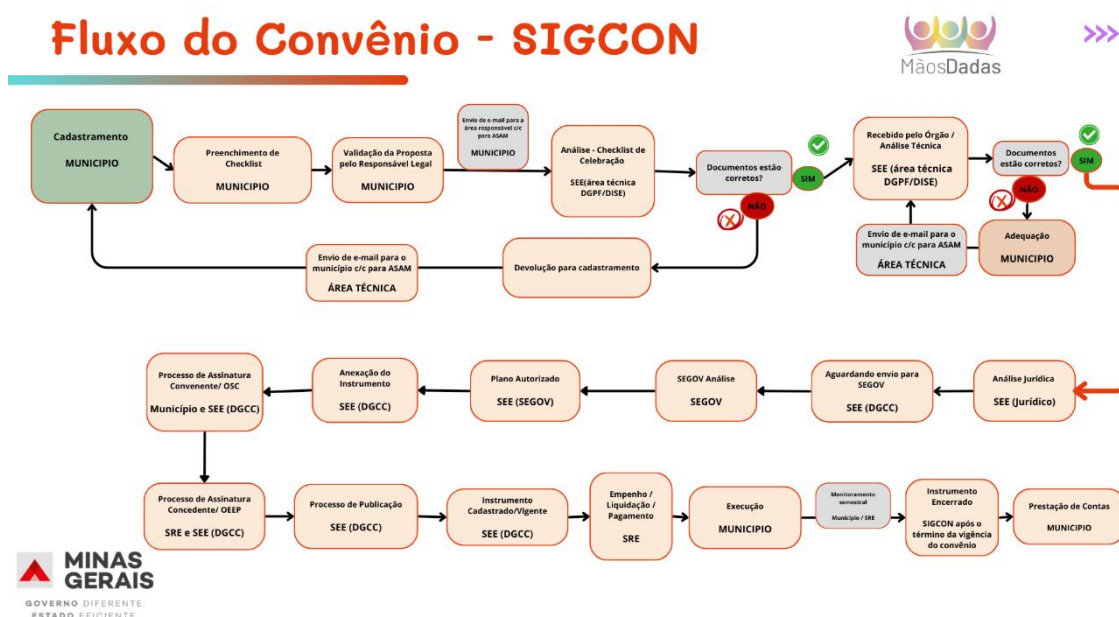 Fluxo do Convênio - SIGCON
MãosDadas
Cadastramento
MUNICIPIO
Preenchimento de
Checklist
MUNICIPIO
Validação da Proposta
pelo Responsável Legal
MUNICIPIO
Envio de e-mail para a
área responsável c/c
para ASAM
MUNICIPIO
Análise - Checklist de
Celebração
SEE(área técnica
DGPF/DISE)
Documentos estão
corretos?
SIM
NÃO
Recebido pelo Órgão /
Análise Técnica
SEE (área técnica
DGPF/DISE)
Documentos
estão corretos?
SIM
NÃO
Adequação
MUNICIPIO
Envio de e-mail para o
município c/c para ASAM
ÁREA TÉCNICA
Devolução para cadastramento
Envio de e-mail para o
município c/c para ASAM
ÁREA TÉCNICA
Processo de Assinatura
Convenente/ OSC
Município e SEE (DGCC)
Anexação do
Instrumento
SEE (DGCC)
Plano Autorizado
SEE (SEGOV)
SEGOV Análise
SEGOV
Aguardando envio para
SEGOV
SEE (DGCC)
Análise Jurídica
SEE (Jurídico)
Processo de Assinatura
Concedente/ OEEP
SRE e SEE (DGCC)
Processo de Publicação
SEE (DGCC)
Instrumento
Cadastrado/Vigente
SEE (DGCC)
Empenho /
Liquidação /
Pagamento
SRE
Execução
MUNICIPIO
Monitoramento
semestral
Município / SRE
Instrumento
Encerrado
SIGCON após o
término da vigência
do convênio
Prestação de Contas
MUNICIPIO
MINAS
GERAIS
GOVERNO DIFERENTE.
ESTADO EFICIENTE.